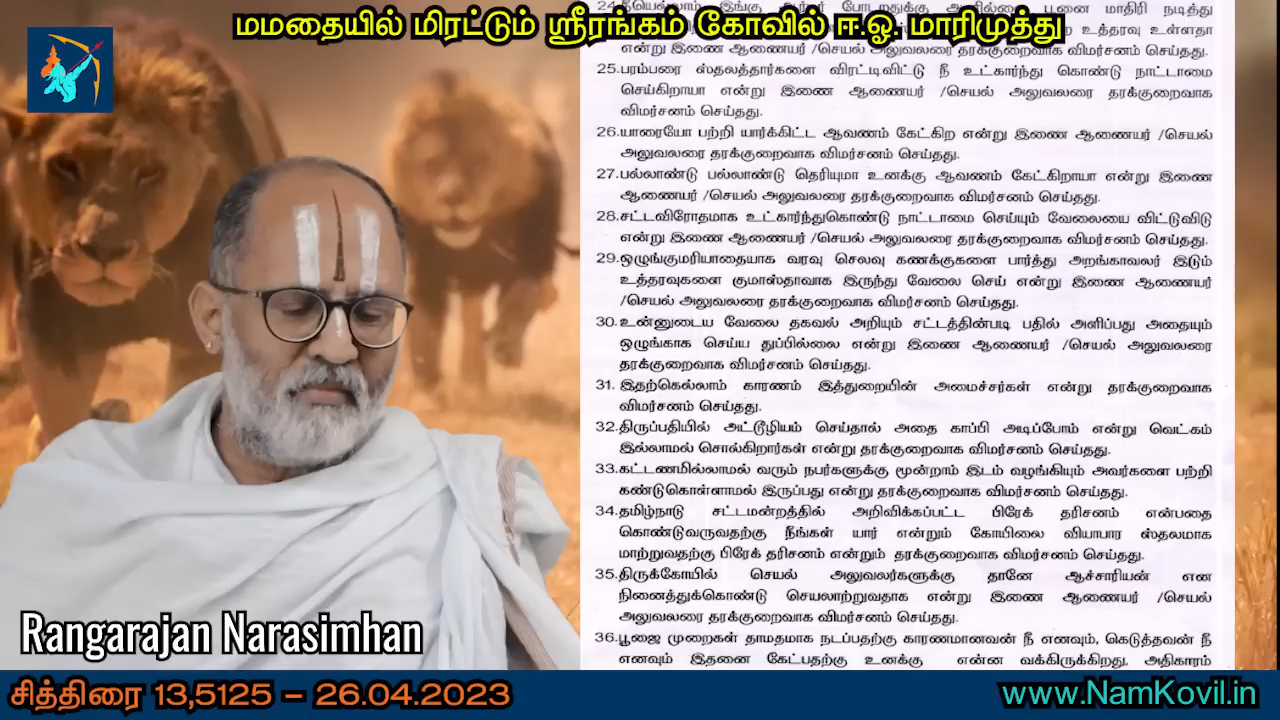 மமதையில் மிரட்டும் ஸ்ரீரங்கம் கோவில் ஈ.ஓ. மாரிமுத்து
உத்தரவு உள்ளதா
என்று இணை ஆணையர் /செயல் அலுவலரை தரக்குறைவாக விமர்சனம் செய்தது.
25.பரம்பரை ஸ்தலத்தார்களை விரட்டிவிட்டு நீ உட்கார்ந்து கொண்டு நாட்டாமை
செய்கிறாயா என்று இணை ஆணையர் /செயல் அலுவலரை தரக்குறைவாக
விமர்சனம் செய்தது.
26.யாரையோ பற்றி யார்க்கிட்ட ஆவணம் கேட்கிற என்று இணை ஆணையர் /செயல்
அலுவலரை தரக்குறைவாக விமர்சனம் செய்தது.
27.பல்லாண்டு பல்லாண்டு தெரியுமா உனக்கு ஆவணம் கேட்கிறாயா என்று இணை
ஆணையர் /செயல் அலுவலரை தரக்குறைவாக விமர்சனம் செய்தது.
28.சட்டவிரோதமாக உட்கார்ந்துகொண்டு நாட்டாமை செய்யும் வேலையை விட்டுவிடு
என்று இணை ஆணையர் /செயல் அலுவலரை தரக்குறைவாக விமர்சனம் செய்தது.
29.ஒழுங்குமரியாதையாக வரவு செலவு கணக்குகளை பார்த்து அறங்காவலர் இடும்
உத்தரவுகளை குமாஸ்தாவாக இருந்து வேலை செய் என்று இணை ஆணையர்
/செயல் அலுவலரை தரக்குறைவாக விமர்சனம் செய்தது.
30.உன்னுடைய வேலை தகவல் அறியும் சட்டத்தின்படி பதில் அளிப்பது அதையும்
ஒழுங்காக செய்ய துப்பில்லை என்று இணை ஆணையர் /செயல் அலுவலரை
தரக்குறைவாக விமர்சனம் செய்தது.
31. இதற்கெல்லாம் காரணம் இத்துறையின் அமைச்சர்கள் என்று தரக்குறைவாக
விமர்சனம் செய்தது.
32.திருப்பதியில் அட்டூழியம் செய்தால் அதை காப்பி அடிப்போம் என்று வெட்கம்
இல்லாமல் சொல்கிறார்கள் என்று தரக்குறைவாக விமர்சனம் செய்தது.
33.கட்டணமில்லாமல் வரும் நபர்களுக்கு மூன்றாம் இடம் வழங்கியும் அவர்களை பற்றி
கண்டுகொள்ளாமல் இருப்பது என்று தரக்குறைவாக விமர்சனம் செய்தது.
34.தமிழ்நாடு சட்டமன்றத்தில் அறிவிக்கப்பட்ட பிரேக் தரிசனம் என்பதை
கொண்டுவருவதற்கு நீங்கள் யார் என்றும் கோயிலை வியாபார ஸ்தலமாக
மாற்றுவதற்கு பிரேக் தரிசனம் என்றும் தரக்குறைவாக விமர்சனம் செய்தது.
35.திருக்கோயில் செயல் அலுவலர்களுக்கு தானே ஆச்சாரியன் என
நினைத்துக்கொண்டு செயலாற்றுவதாக என்று இணை ஆணையர் /செயல்
அலுவலரை தரக்குறைவாக விமர்சனம் செய்தது.
36.பூஜை முறைகள் தாமதமாக நடப்பதற்கு காரணமானவன் நீ எனவும், கெடுத்தவன் நீ
எனவும் இதனை கேட்பதற்கு உனக்கு என்ன வக்கிருக்கிறது, அதிகாரம்
Rangarajan Narasimhan
சித்திரை 13,5125 – 26.04.2023
www.NamKovil.in